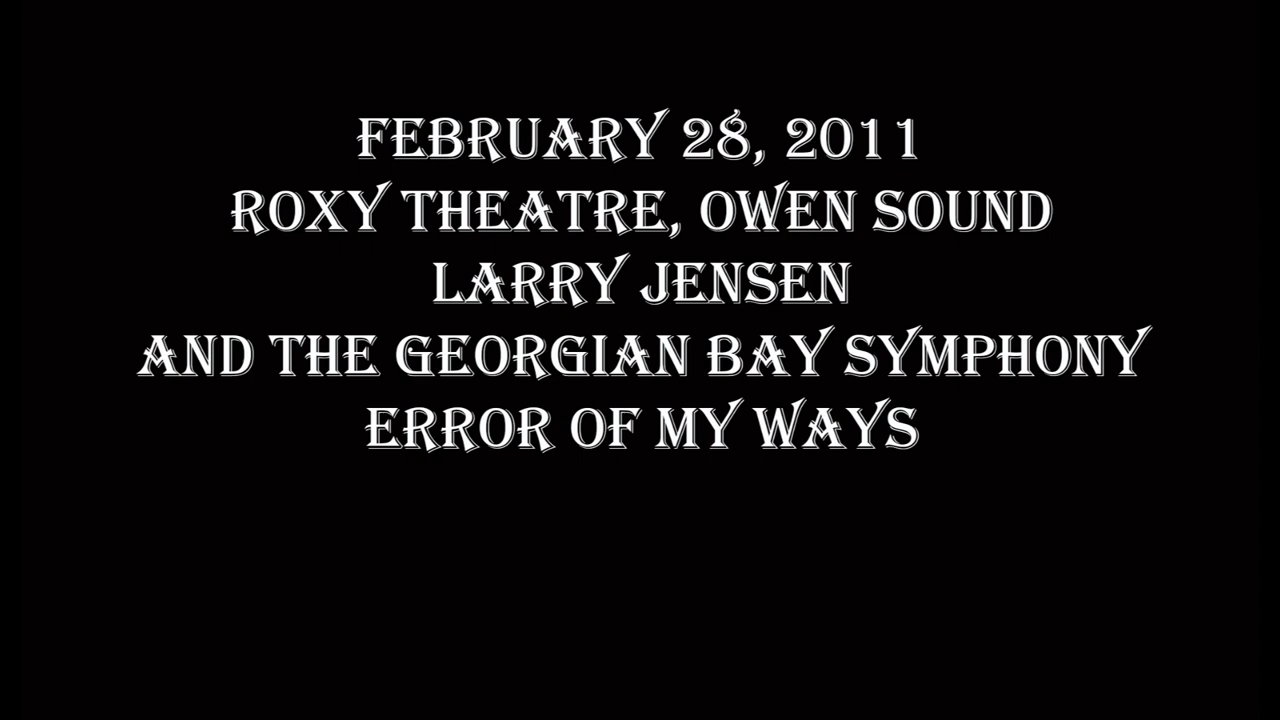 FEBRUARY 28, 2011
ROXY THEATRE, OWEN SOUND
LARRY JENSEN
AND THE GEORGIAN BAY SYMPHONY
ERROR OF MY WAYS